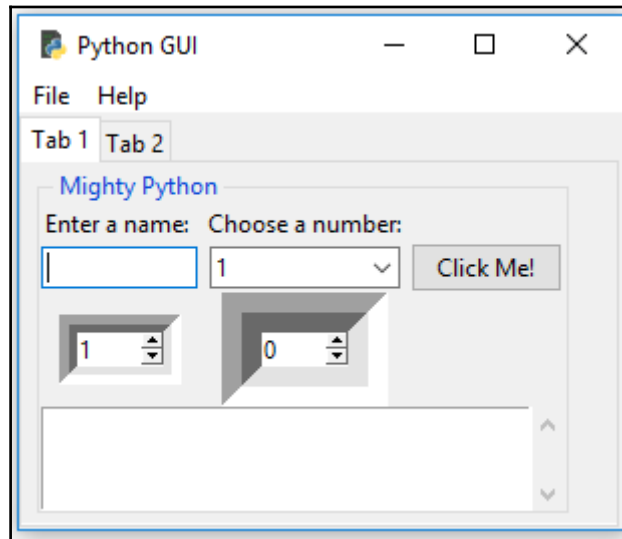 Python GUI
File Help
Tab 1 Tab 2
Mighty Python
Enter a name: Choose a number:
1 Click Me!
1 0